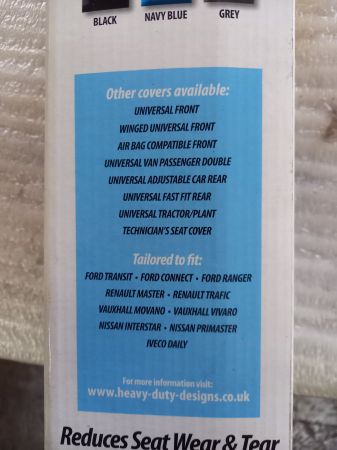 BLACK NAVY BLUE GREY
Other covers available:
UNIVERSAL FRONT
WINGED UNIVERSAL FRONT
AIR BAG COMPATIBLE FRONT
UNIVERSAL VAN PASSENGER DOUBLE
UNIVERSAL ADJUSTABLE CAR REAR
UNIVERSAL FAST FIT REAR
UNIVERSAL TRACTOR/PLANT
TECHNICIAN'S SEAT COVER
Tailored to fit:
FORD TRANSIT • FORD CONNECT • FORD RANGER
RENAULT MASTER • RENAULT TRAFIC
VAUXHALL MOVANO • VAUXHALL VIVARO
NISSAN INTERSTAR • NISSAN PRIMASTER
IVECO DAILY
For more information visit:
www.heavy-duty-designs.co.uk
Reduces Seat Wear & Tear